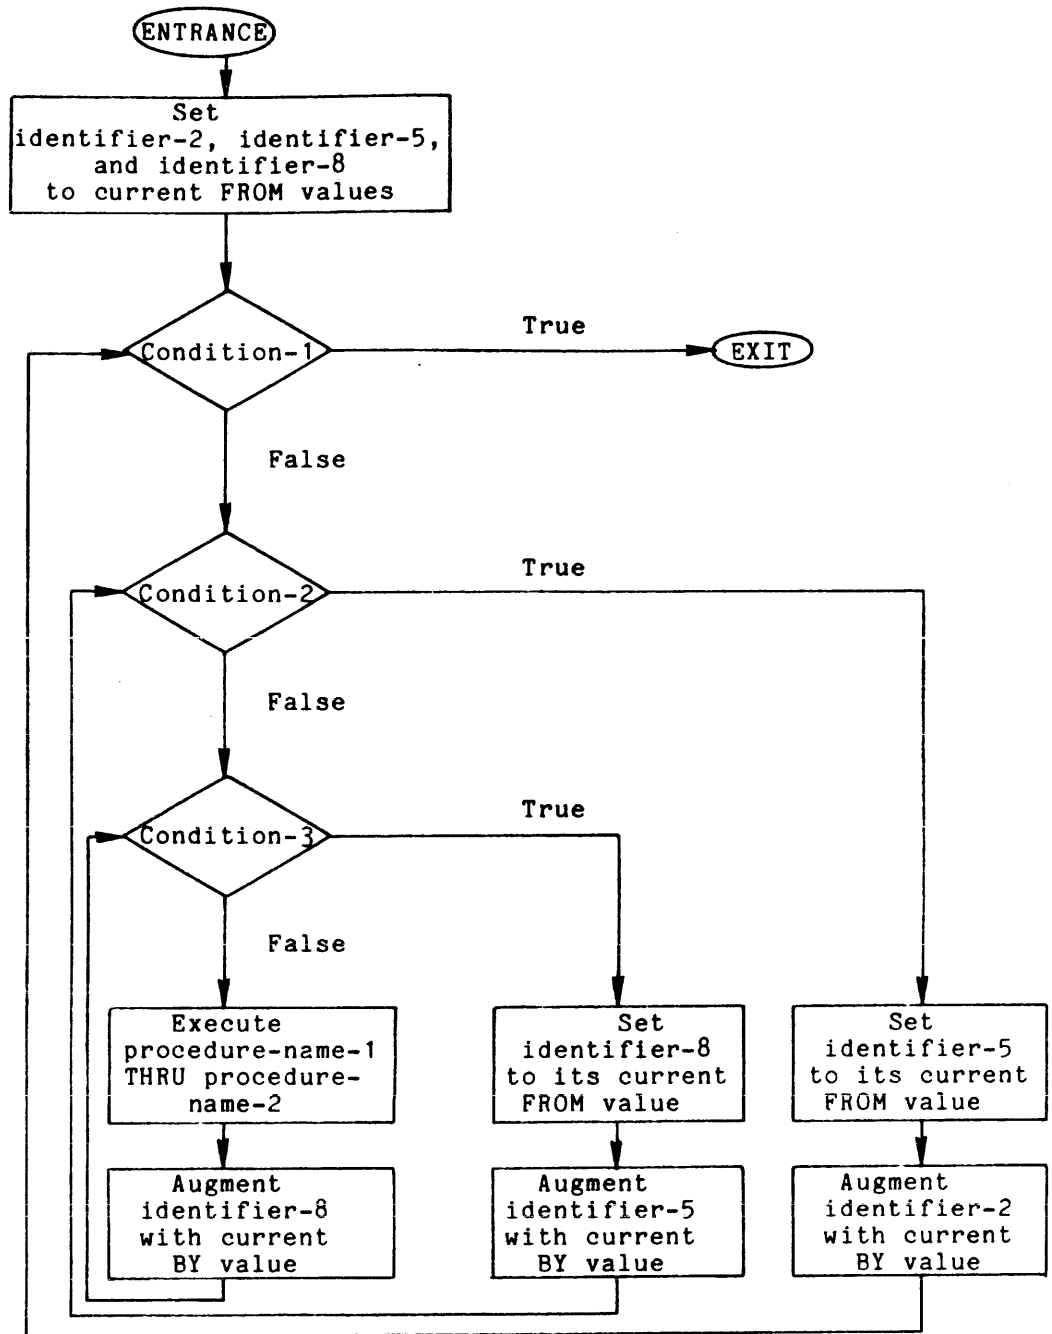 ENTRANCE
Set
identifier-2, identifier-5,
and identifier-8
to current FROM values
Condition-1
True
EXIT
False
Condition-2
True
False
Condition-3
True
False
Execute
procedure-name-1
THRU procedure-
name-2
Set
identifier-8
to its current
FROM value
Set
identifier-5
to its current
FROM value
Augment
identifier-8
with current
BY value
Augment
identifier-5
with current
BY value
Augment
identifier-2
with current
BY value